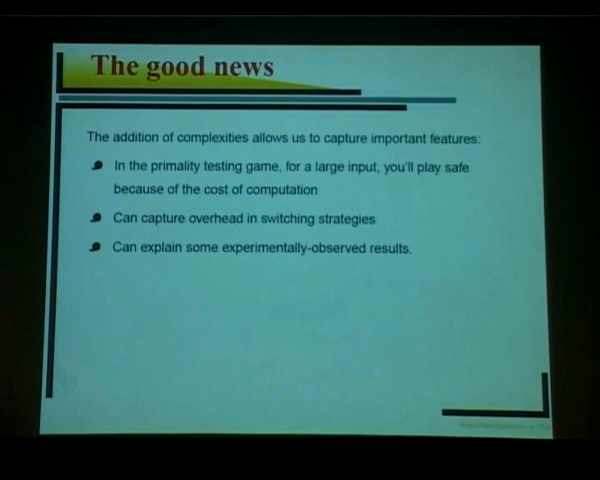 The good news
The addition of complexities allows us to capture important features:
In the primality testing game, for a large input, you'll play safe
because of the cost of computation
Can capture overhead in switching strategies
Can explain some experimentally-observed results.